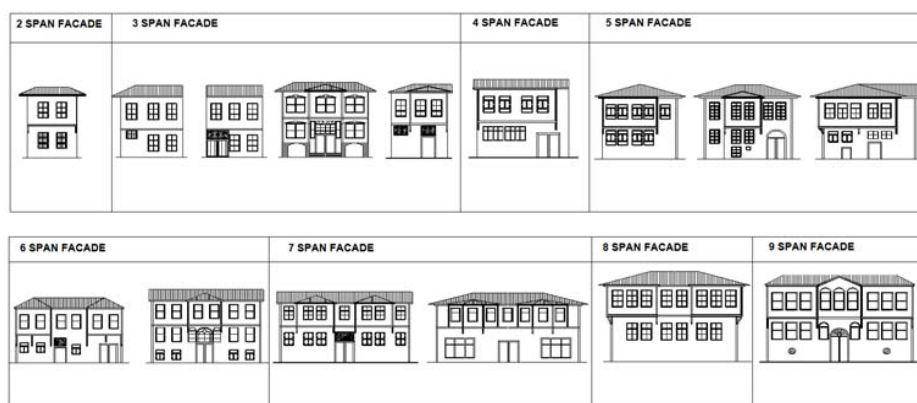 2 SPAN FACADE
3 SPAN FACADE
4 SPAN FACADE
5 SPAN FACADE
6 SPAN FACADE
7 SPAN FACADE
8 SPAN FACADE
9 SPAN FACADE